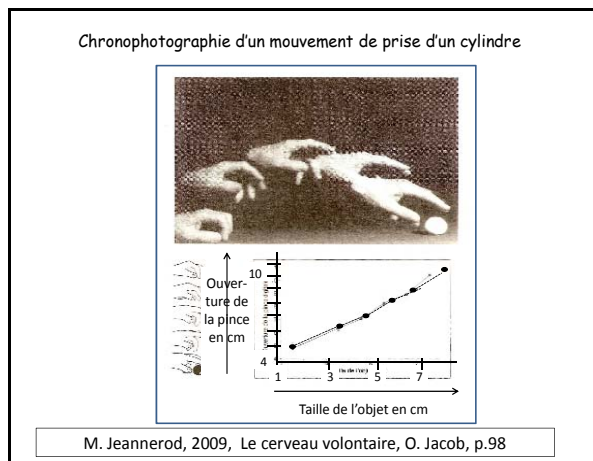 Chronophotographie d'un mouvement de prise d'un cylindre
Ouver-
ture de
la pince
en cm
10
4
1 3 5 7
Taille de l'objet en cm
M. Jeannerod, 2009, Le cerveau volontaire, O. Jacob, p.98